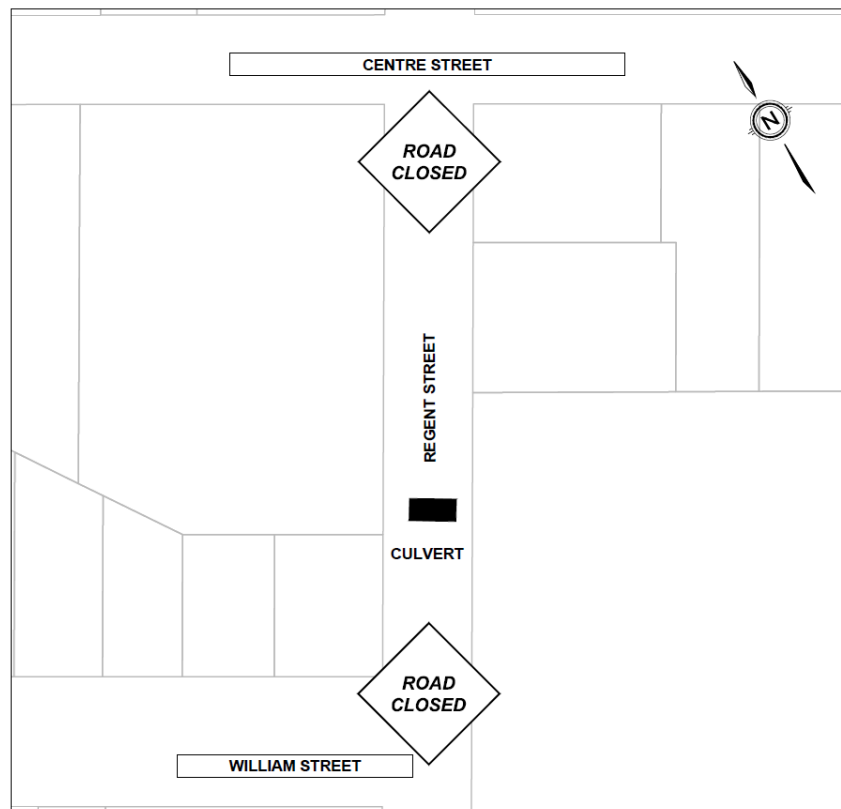 CENTRE STREET
ROAD
CLOSED
N
REGENT STREET
CULVERT
ROAD
CLOSED
WILLIAM STREET